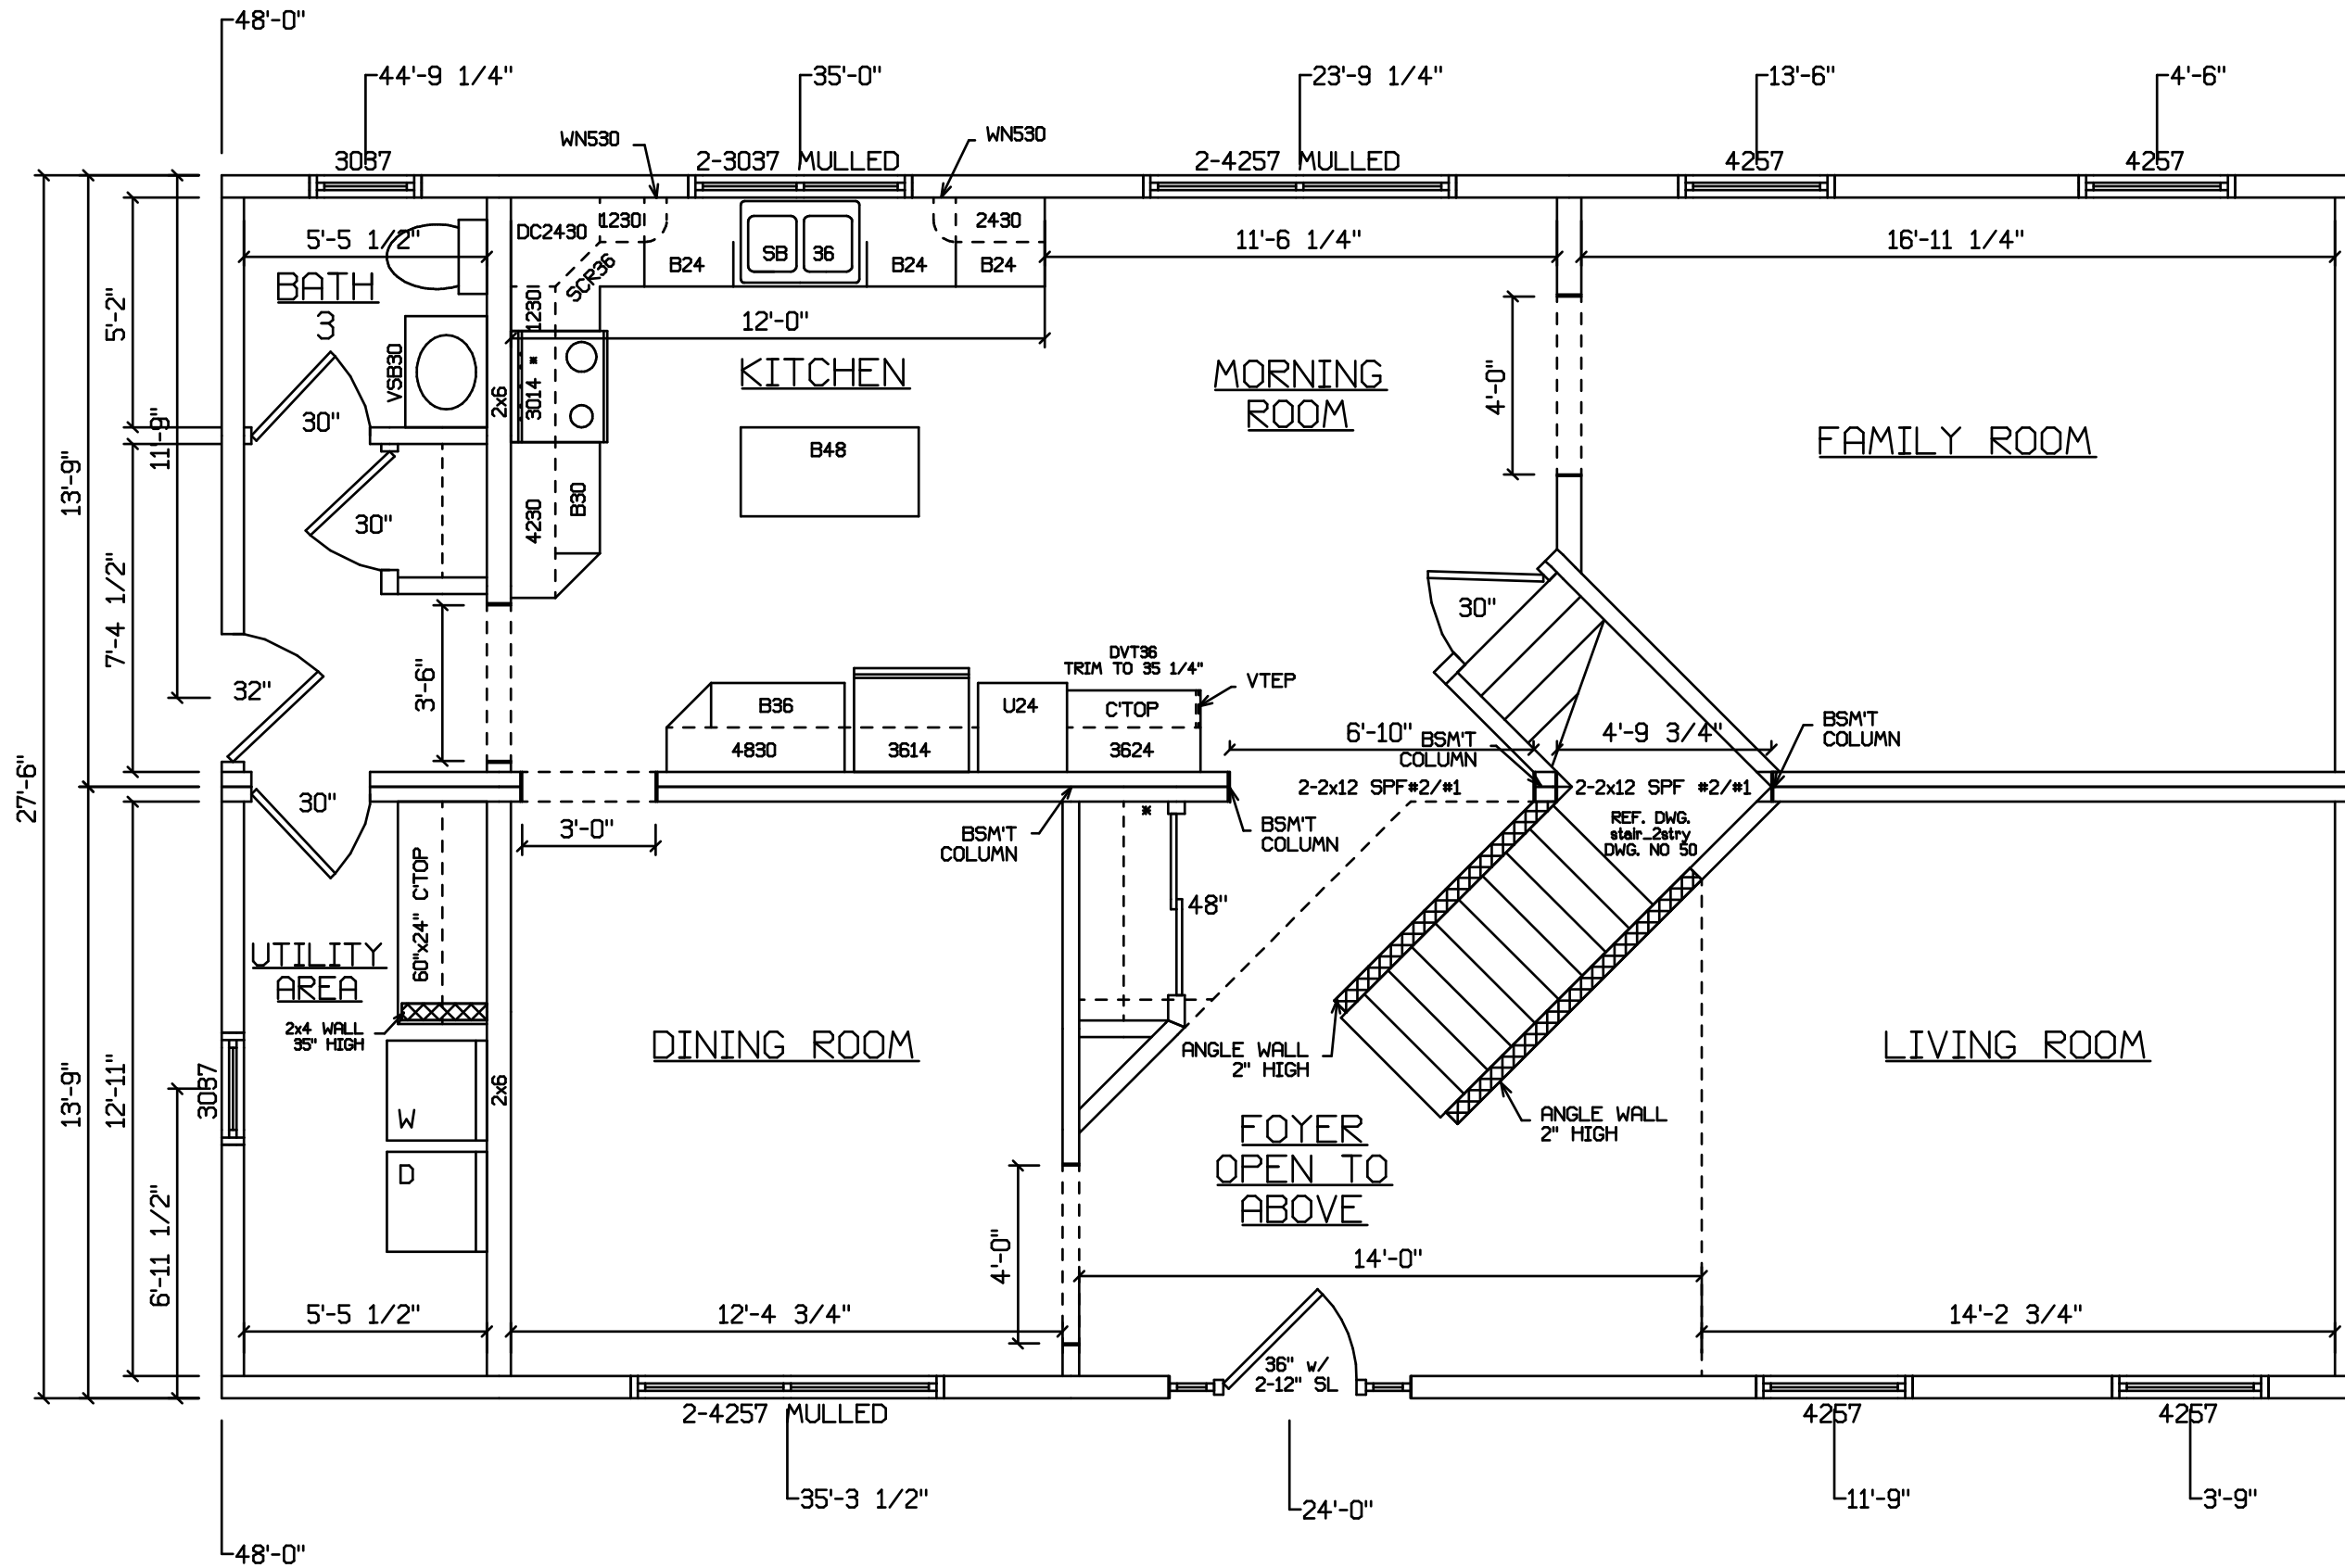 48'-0"
44'-9 1/4"
35'-0"
23'-9 1/4"
13'-6"
4'-6"
WN530
WN530
3037
2-3037 MULLED
2-4257 MULLED
4257
4257
DC2430
1230
2430
5'-5 1/2"
SB 36
B24
B24
B24
11'-6 1/4"
16'-11 1/4"
SCR36
BATH
3
1230
12'-0"
5'-2"
VSB30
2x6
3014 *
KITCHEN
MORNING
ROOM
4'-0"
FAMILY ROOM
30"
11'-9"
B48
13'-9"
30"
4230
B30
7'-4 1/2"
30"
32"
3'-6"
DVT36
TRIM TO 35 1/4"
VTEP
B36
U24
C'TOP
4830
3614
3624
6'-10"
BSM'T
COLUMN
4'-9 3/4"
BSM'T
COLUMN
27'-6"
2-2x12 SPF#2/#1
2-2x12 SPF #2/#1
30"
3'-0"
BSM'T
COLUMN
*
BSM'T
COLUMN
REF. DWG.
stair_2stry
DWG. NO 50
60"x24" C'TOP
48"
UTILITY
AREA
2x4 WALL
35" HIGH
DINING ROOM
LIVING ROOM
ANGLE WALL
2" HIGH
3037
13'-9"
12'-11"
2x6
W
D
ANGLE WALL
2" HIGH
FOYER
OPEN TO
ABOVE
6'-11 1/2"
4'-0"
14'-0"
5'-5 1/2"
12'-4 3/4"
14'-2 3/4"
36" w/
2-12" SL
2-4257 MULLED
4257
4257
35'-3 1/2"
24'-0"
11'-9"
3'-9"
48'-0"